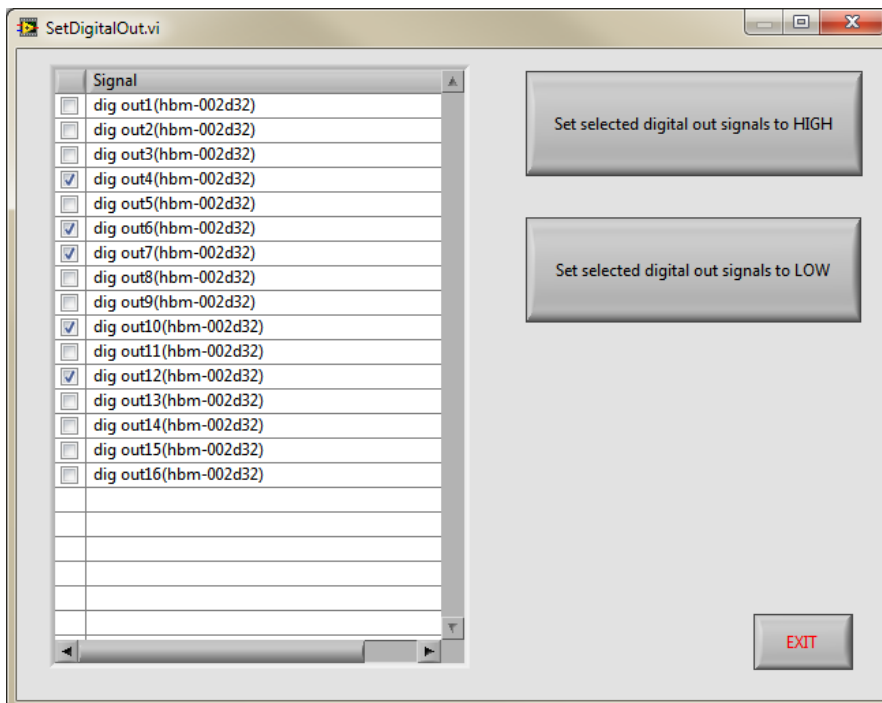 SetDigitalOut.vi
Signal
dig out1(hbm-002d32)
dig out2(hbm-002d32)
dig out3(hbm-002d32)
dig out4(hbm-002d32)
dig out5(hbm-002d32)
dig out6(hbm-002d32)
dig out7(hbm-002d32)
dig out8(hbm-002d32)
dig out9(hbm-002d32)
dig out10(hbm-002d32)
dig out11(hbm-002d32)
dig out12(hbm-002d32)
dig out13(hbm-002d32)
dig out14(hbm-002d32)
dig out15(hbm-002d32)
dig out16(hbm-002d32)
Set selected digital out signals to HIGH
Set selected digital out signals to LOW
EXIT